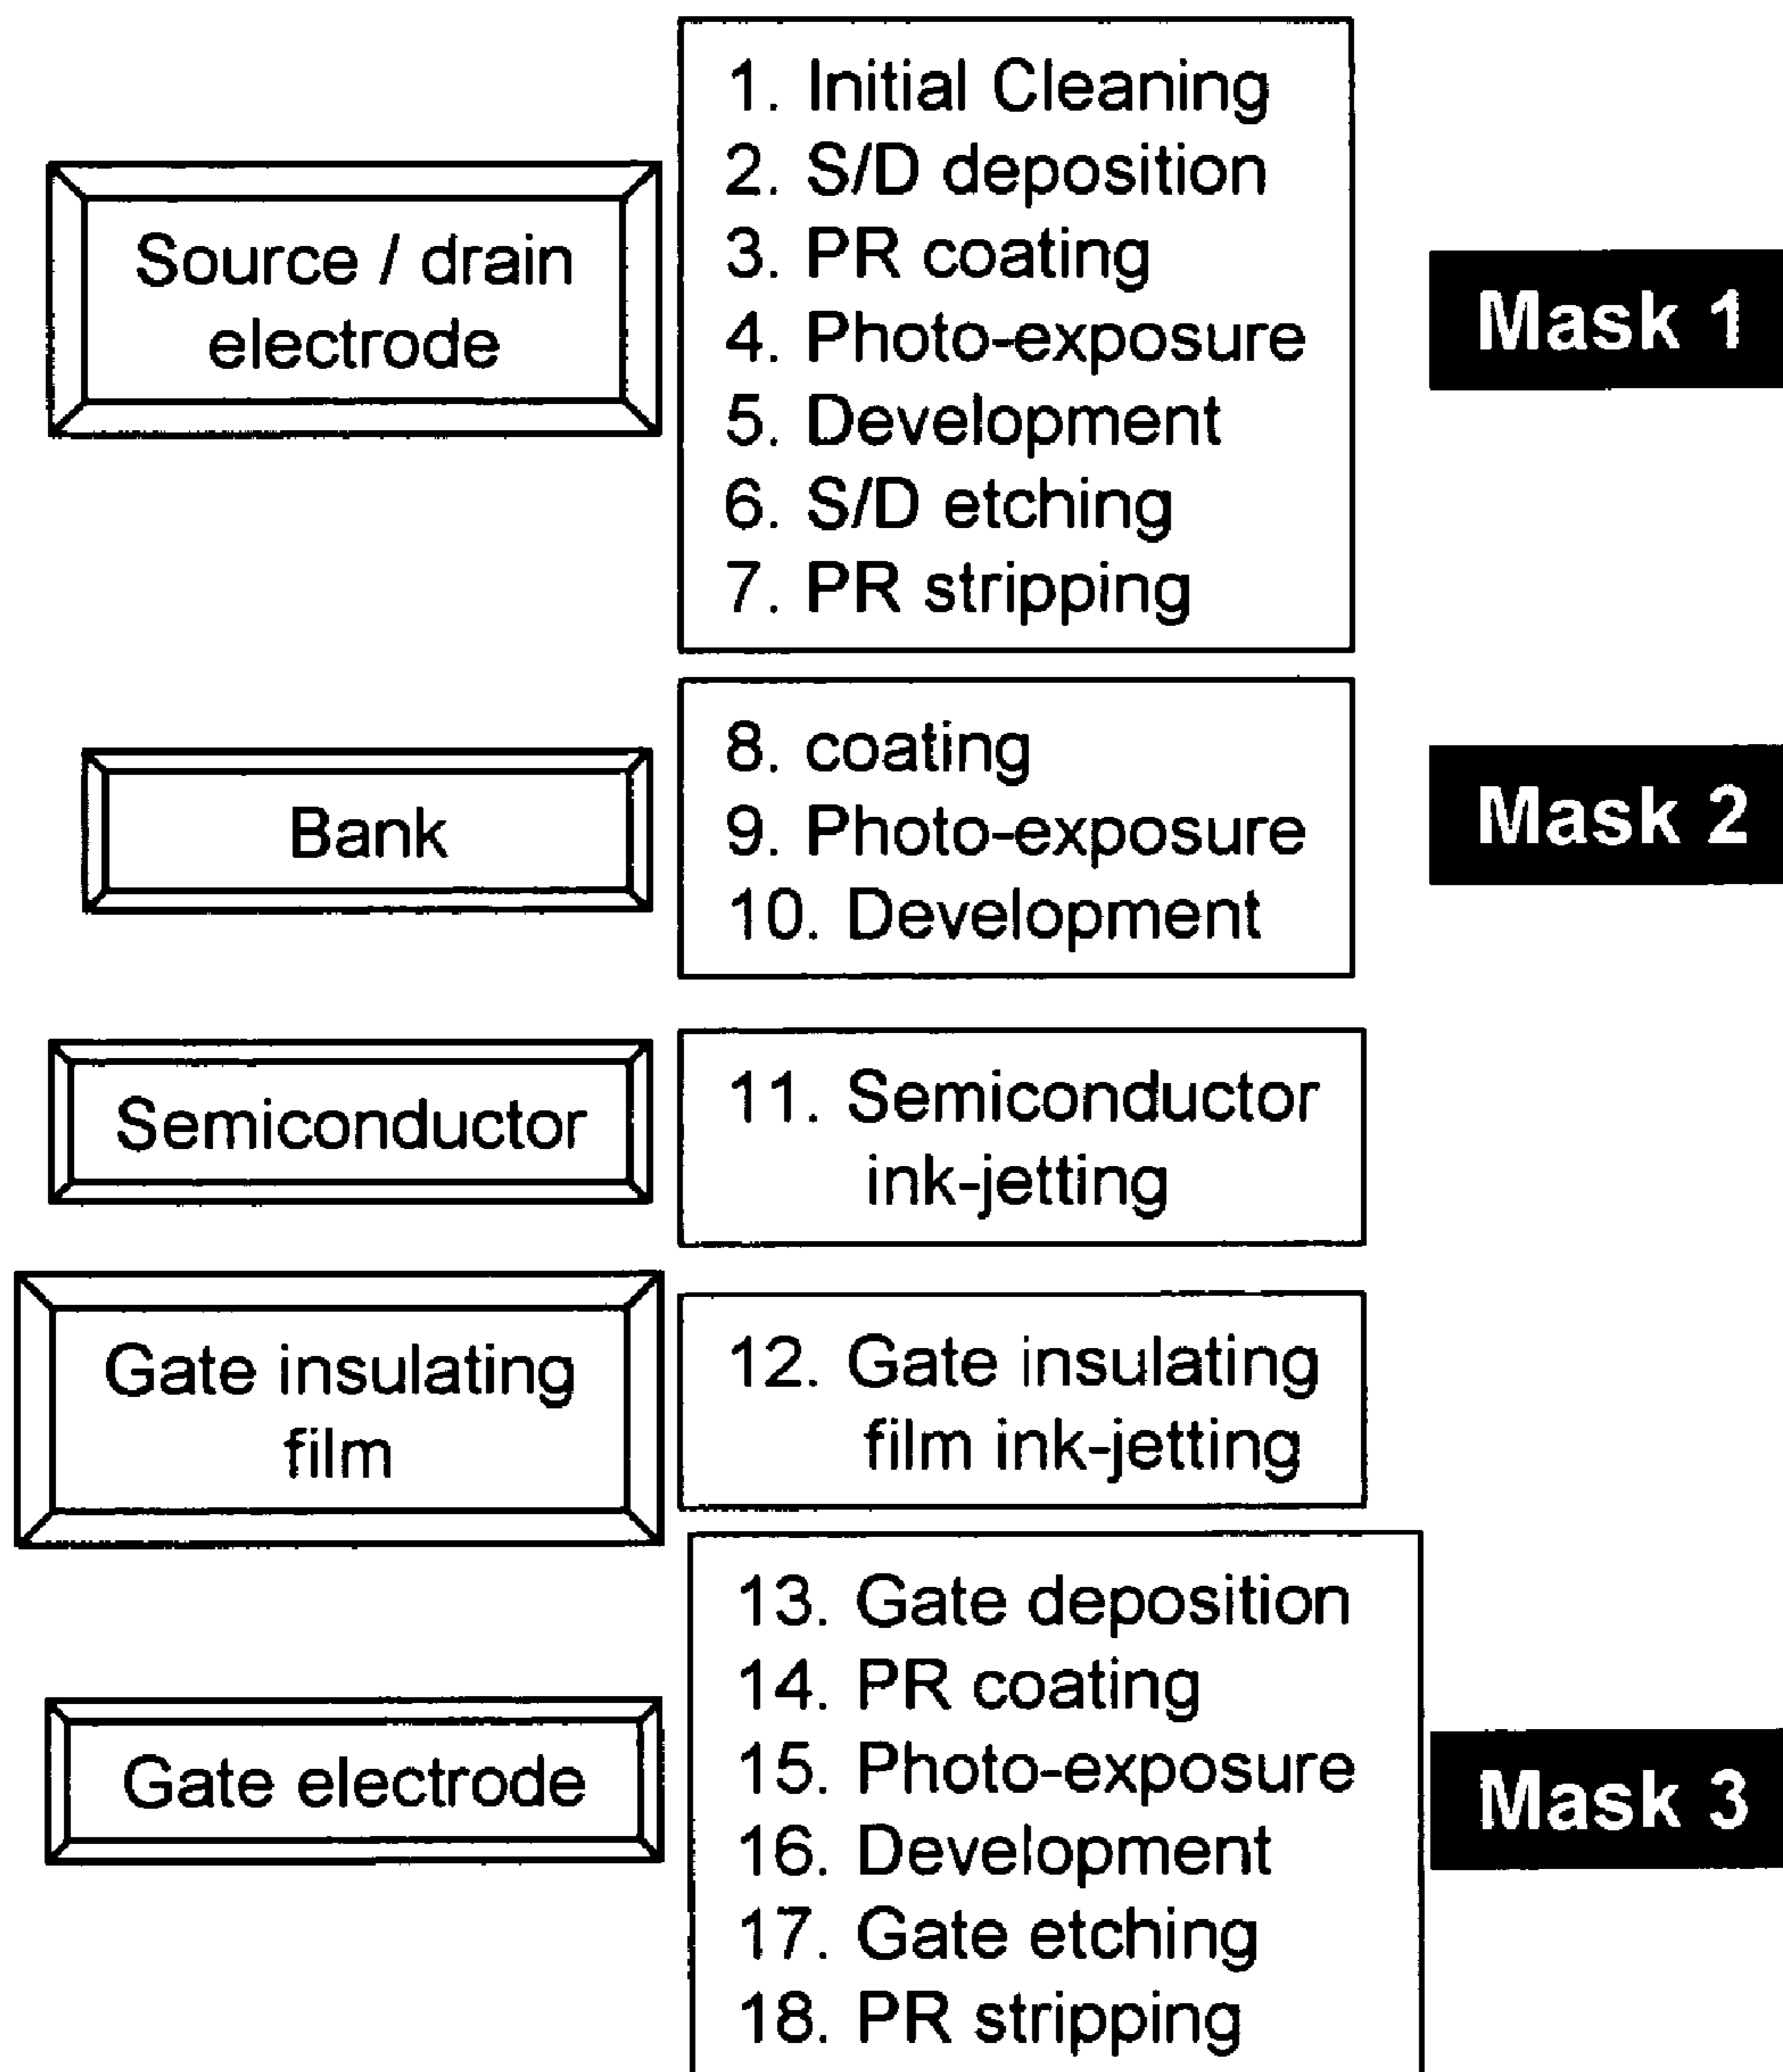 Source / drain
electrode
1. Initial Cleaning
2. S/D deposition
3. PR coating
4. Photo-exposure
5. Development
6. S/D etching
7. PR stripping
Mask 1
Bank
8. coating
9. Photo-exposure
10. Development
Mask 2
Semiconductor
11. Semiconductor
ink-jetting
Gate insulating
film
12. Gate insulating
film ink-jetting
Gate electrode
13. Gate deposition
14. PR coating
15. Photo-exposure
16. Development
17. Gate etching
18. PR stripping
Mask 3